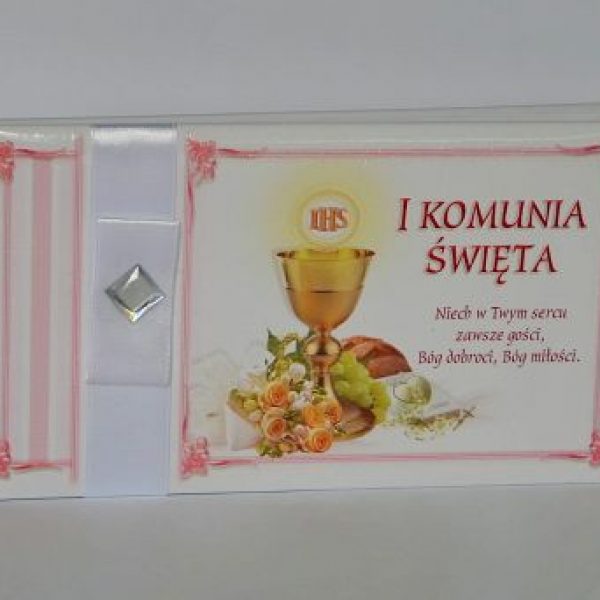 IHS
I KOMUNIA
ŚWIĘTA
Niech w Twym sercu
zawsze gości,
Bóg dobroci, Bóg miłości.